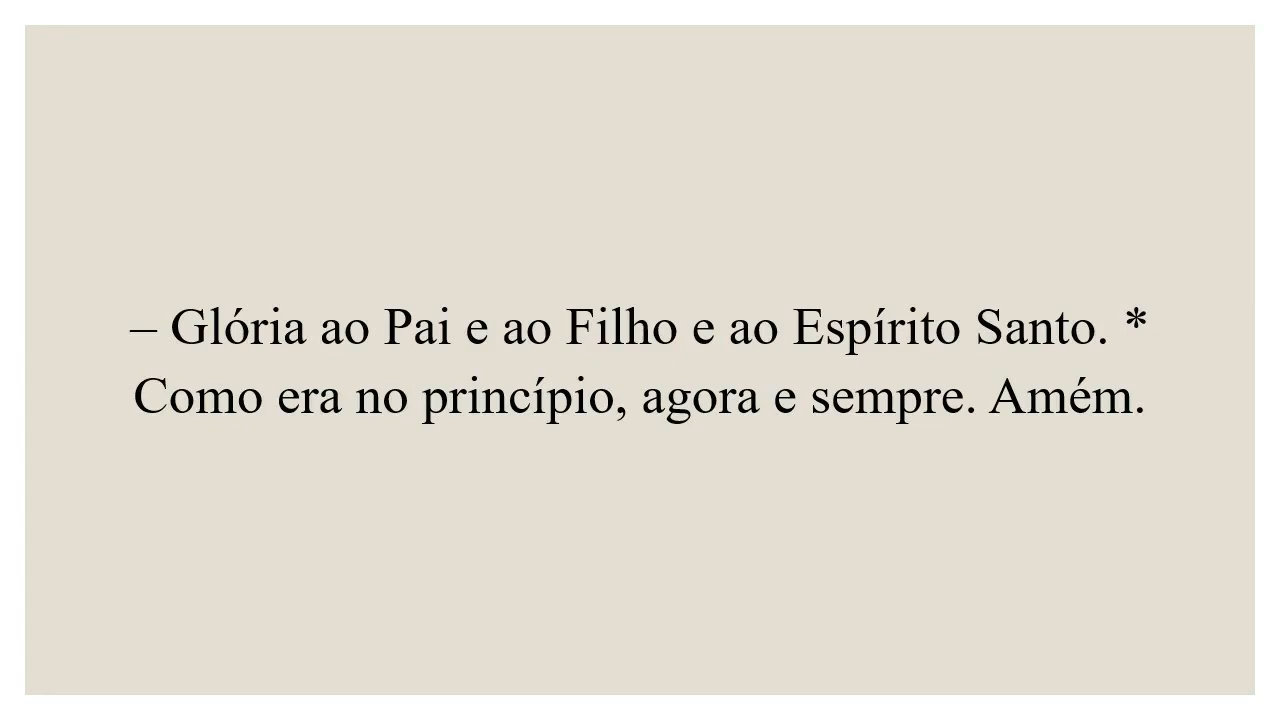 – Glória ao Pai e ao Filho e ao Espírito Santo. *
Como era no princípio, agora e sempre. Amém.